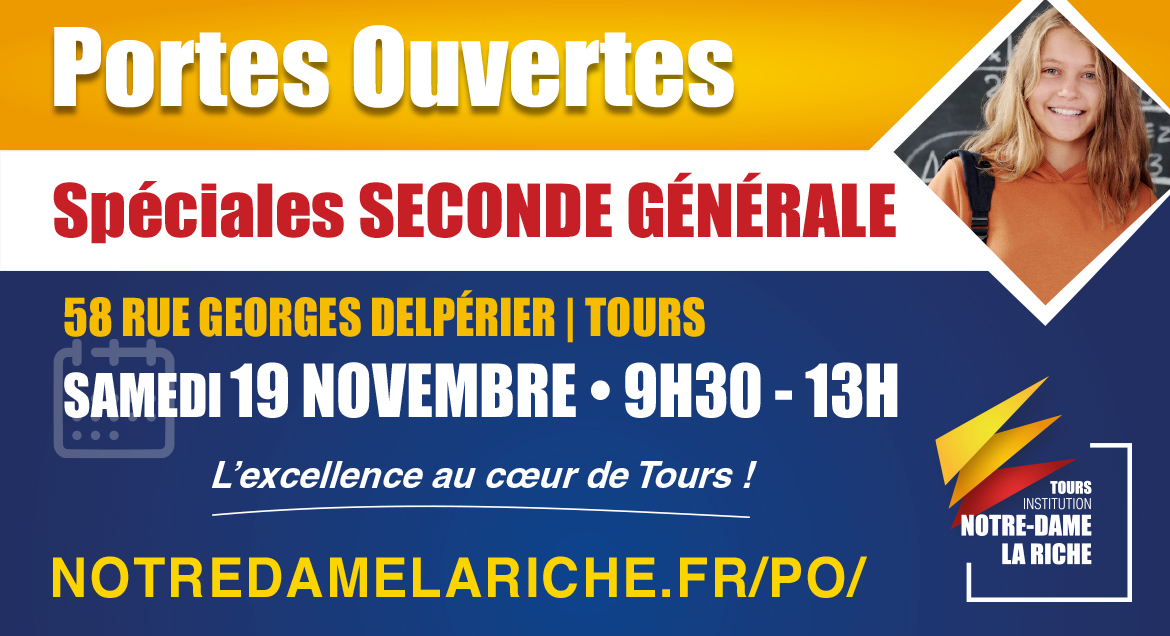 Portes Ouvertes
Spéciales SECONDE GÉNÉRALE
58 RUE GEORGES DELPÉRIER | TOURS
SAMEDI 19 NOVEMBRE • 9H30 - 13H
L'excellence au cœur de Tours !
NOTREDAMELARICHE.FR/PO/
TOURS
INSTITUTION
NOTRE-DAME
LA RICHE